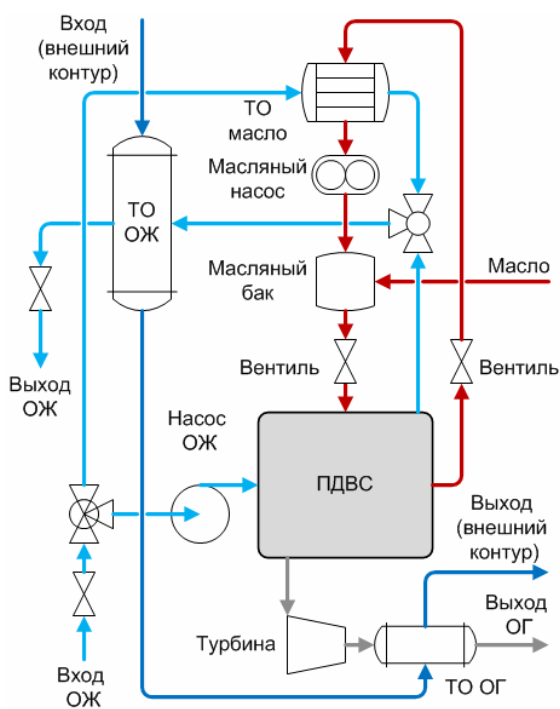 Вход
(внешний
контур)
ТО
масло
Масляный
насос
ТО
ОЖ
Масляный
бак
Масло
Вентиль
Вентиль
Выход
ОЖ
Насос
ОЖ
ПДВС
Выход
(внешний
контур)
Выход
ОГ
Турбина
Вход
ОЖ
ТО ОГ